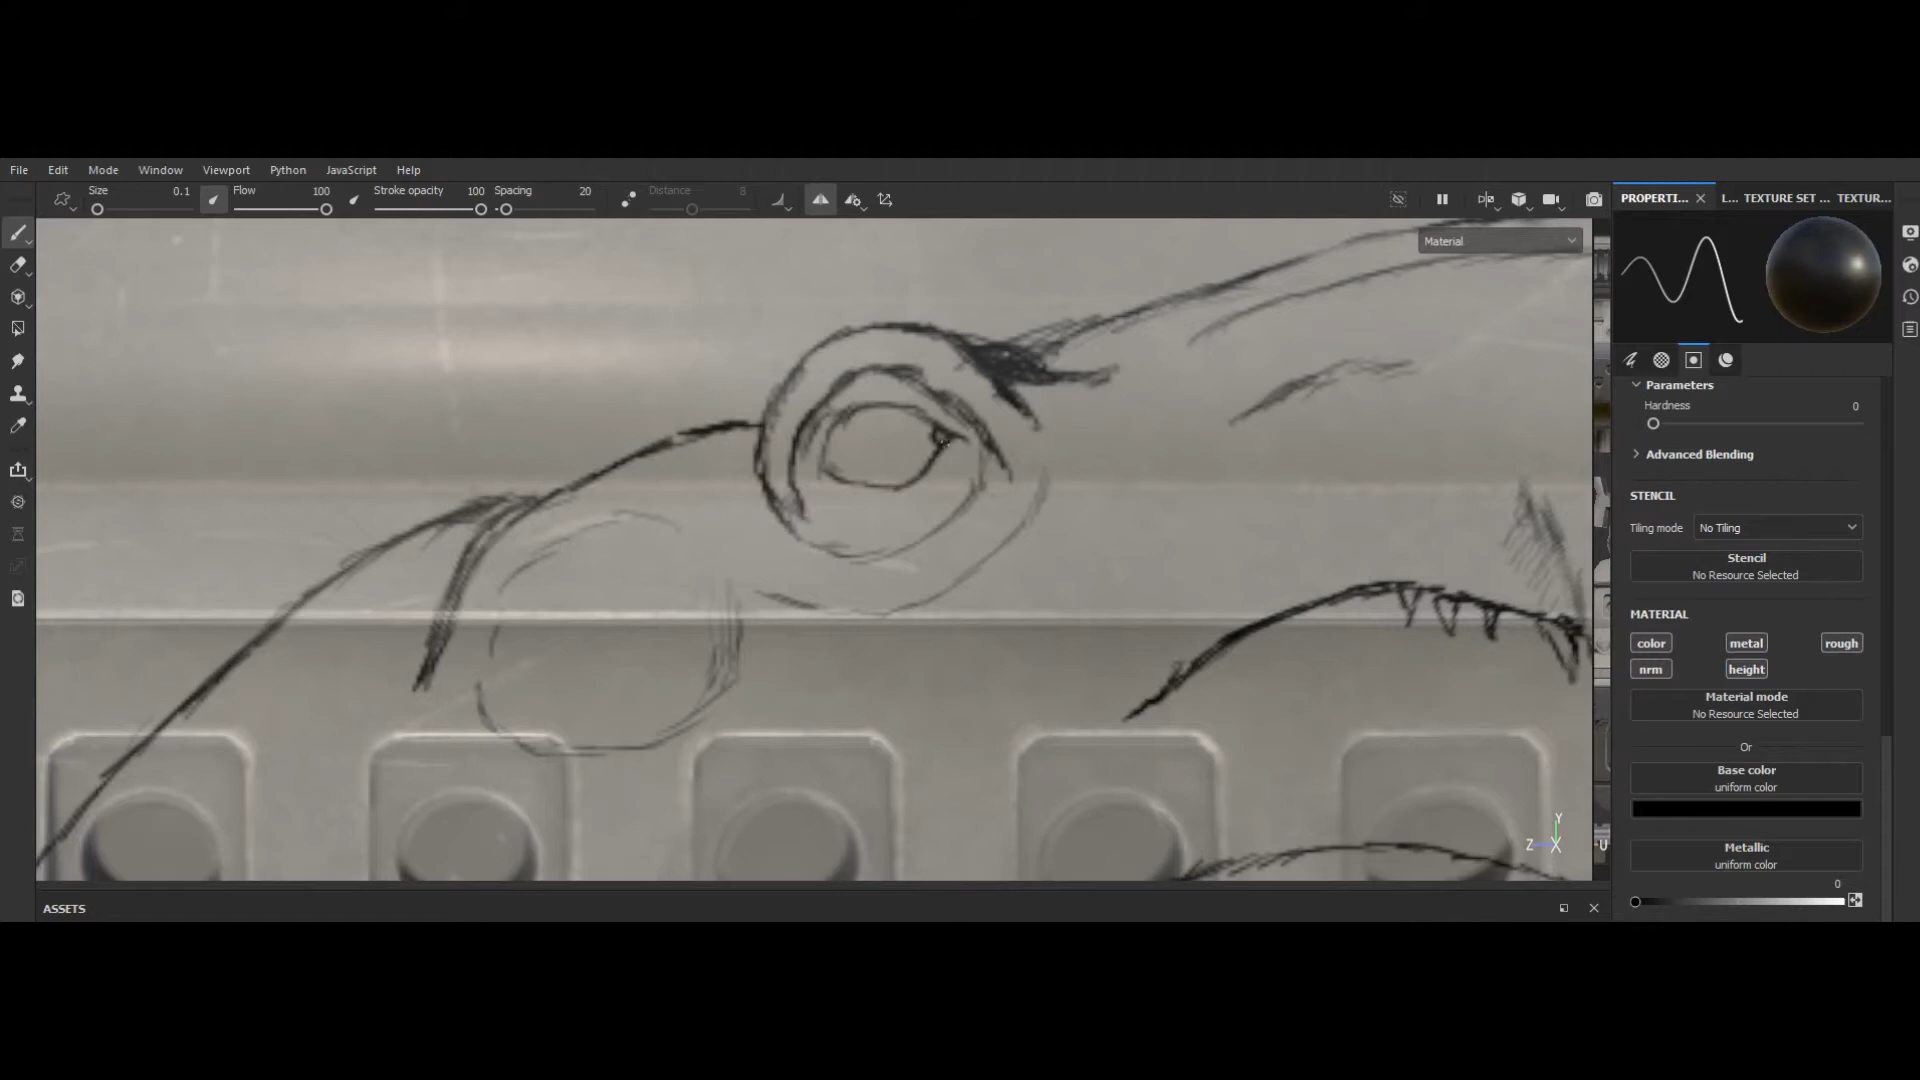 File Edit Mode Window Viewport Python JavaScript Help
Size 0.1 Flow 100 Stroke opacity 100 Spacing 20 Distance 8
PROPERTI... L... TEXTURE SET ... TEXTUR...
Material
Parameters
Hardness 0
Advanced Blending
STENCIL
Tiling mode No Tiling
Stencil
No Resource Selected
MATERIAL
color metal rough
nrm height
Material mode
No Resource Selected
Or
Base color
uniform color
Metallic
uniform color
0
Y
Z X U
ASSETS